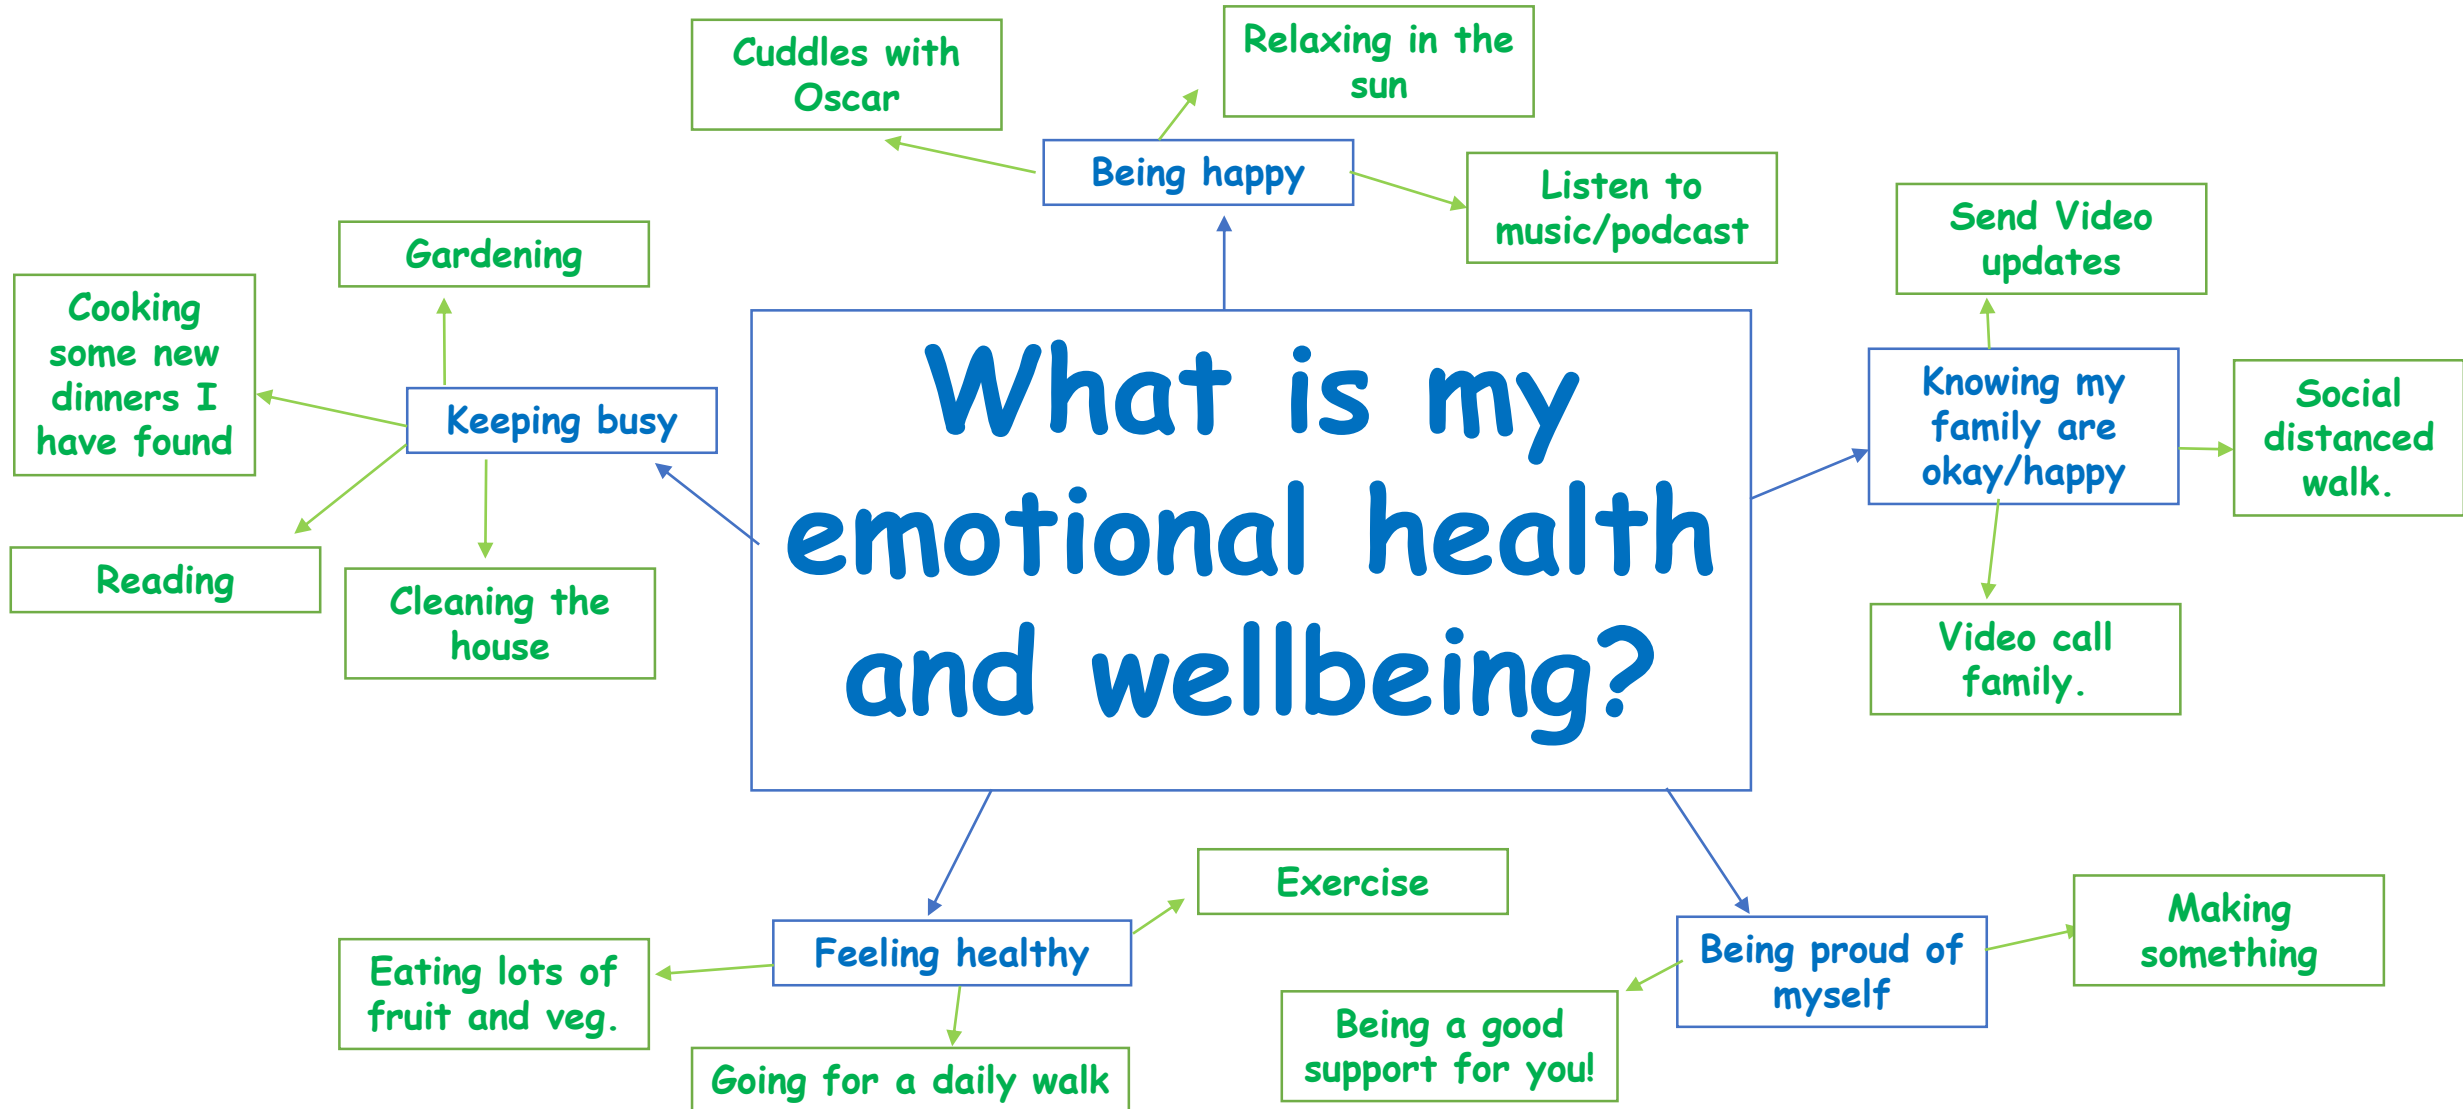 Cuddles with
Oscar
Relaxing in the
sun
Being happy
Listen to
music/podcast
Send Video
updates
Gardening
Cooking
some new
dinners I
have found
Keeping busy
Reading
Cleaning the
house
What is my
emotional health
and wellbeing?
Knowing my
family are
okay/happy
Social
distanced
walk.
Video call
family.
Exercise
Feeling healthy
Eating lots of
fruit and veg.
Going for a daily walk
Being proud of
myself
Making
something
Being a good
support for you!